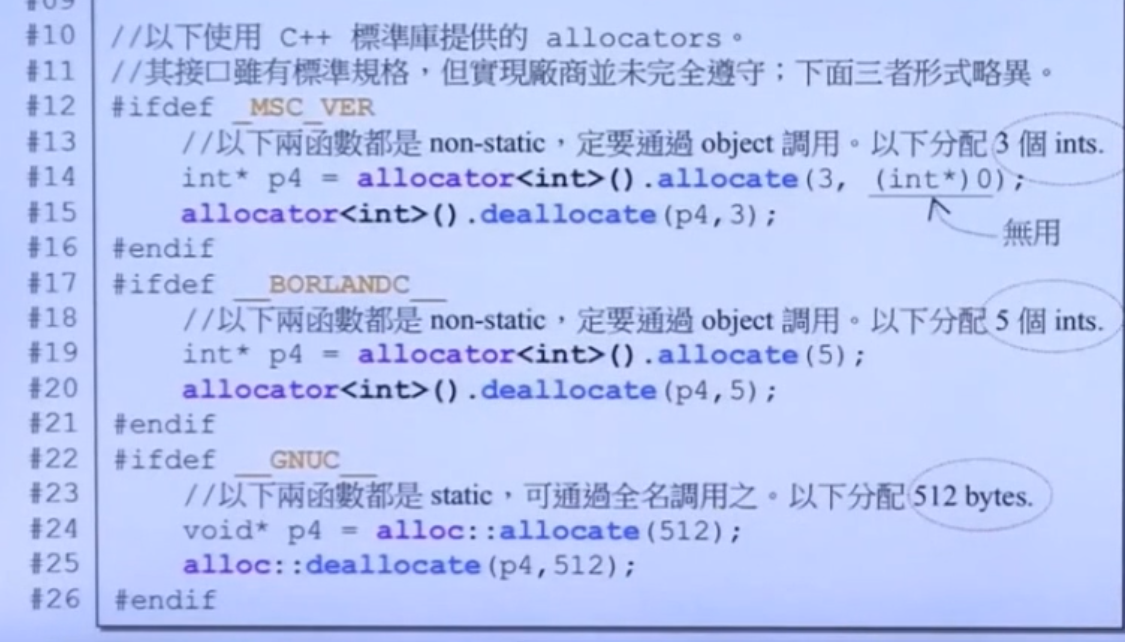 #09
#10 //以下使用 C++ 標準庫提供的 allocators。
#11 //其接口雖有標準規格，但實現廠商並未完全遵守；下面三者形式略異。
#12 #ifdef _MSC_VER
#13 //以下兩函數都是 non-static，定要通過 object 調用。以下分配 3 個 ints.
#14 int* p4 = allocator<int>().allocate(3, (int*)0);
#15 allocator<int>().deallocate(p4,3);
無用
#16 #endif
#17 #ifdef __BORLANDC__
#18 //以下兩函數都是 non-static，定要通過 object 調用。以下分配 5 個 ints.
#19 int* p4 = allocator<int>().allocate(5);
#20 allocator<int>().deallocate(p4,5);
#21 #endif
#22 #ifdef __GNUC__
#23 //以下兩函數都是 static，可通過全名調用之。以下分配 512 bytes.
#24 void* p4 = alloc::allocate(512);
#25 alloc::deallocate(p4,512);
#26 #endif